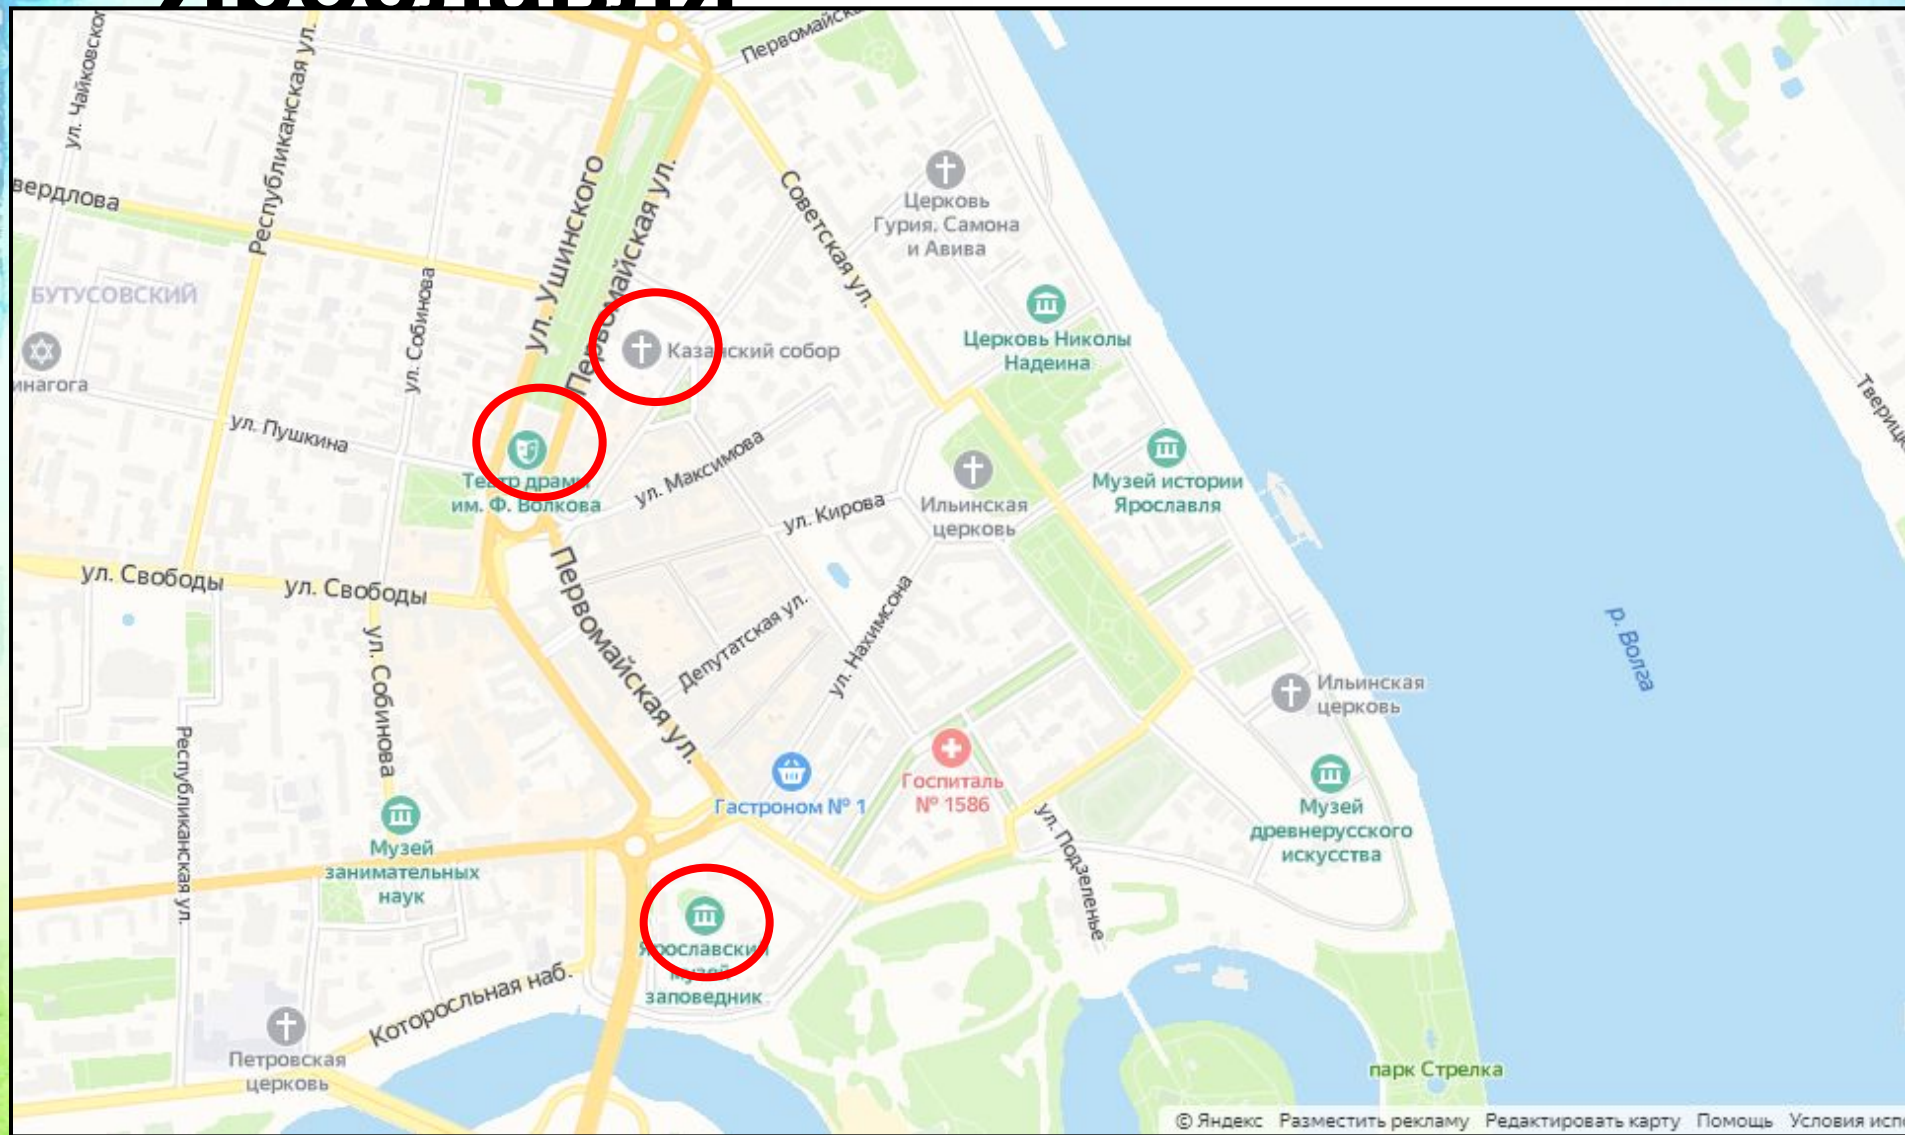 Ярославля
Первомайская
ул. Чайковског
Республиканская ул.
вердлова
ул. Ушинского
Первомайская ул.
Советская ул.
Церковь
Гурия, Самона
и Авива
БУТУСОВСКИЙ
ул. Собинова
Казанский собор
Церковь Николы
Надеина
инагога
ул. Пушкина
Театр драмы
им. Ф. Волкова
ул. Максимова
ул. Кирова
Ильинская
церковь
Музей истории
Ярославля
ул. Свободы
ул. Свободы
Первомайская ул.
Депутатская ул.
ул. Нахимсона
р. Волга
ул. Собинова
Республиканская ул.
Ильинская
церковь
Гастроном № 1
Госпиталь
№ 1586
ул. Подзеленье
Музей
древнерусского
искусства
Музей
занимательных
наук
Ярославский
музей-
заповедник
Которосльная наб.
Петровская
церковь
парк Стрелка
© Яндекс Разместить рекламу Редактировать карту Помощь Условия исп